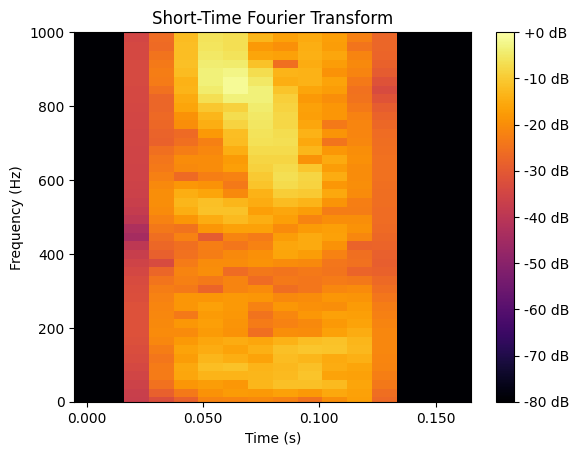 Short-Time Fourier Transform
1000
800
600
400
200
0
Frequency (Hz)
0.000
0.050
0.100
0.150
Time (s)
+0 dB
-10 dB
-20 dB
-30 dB
-40 dB
-50 dB
-60 dB
-70 dB
-80 dB